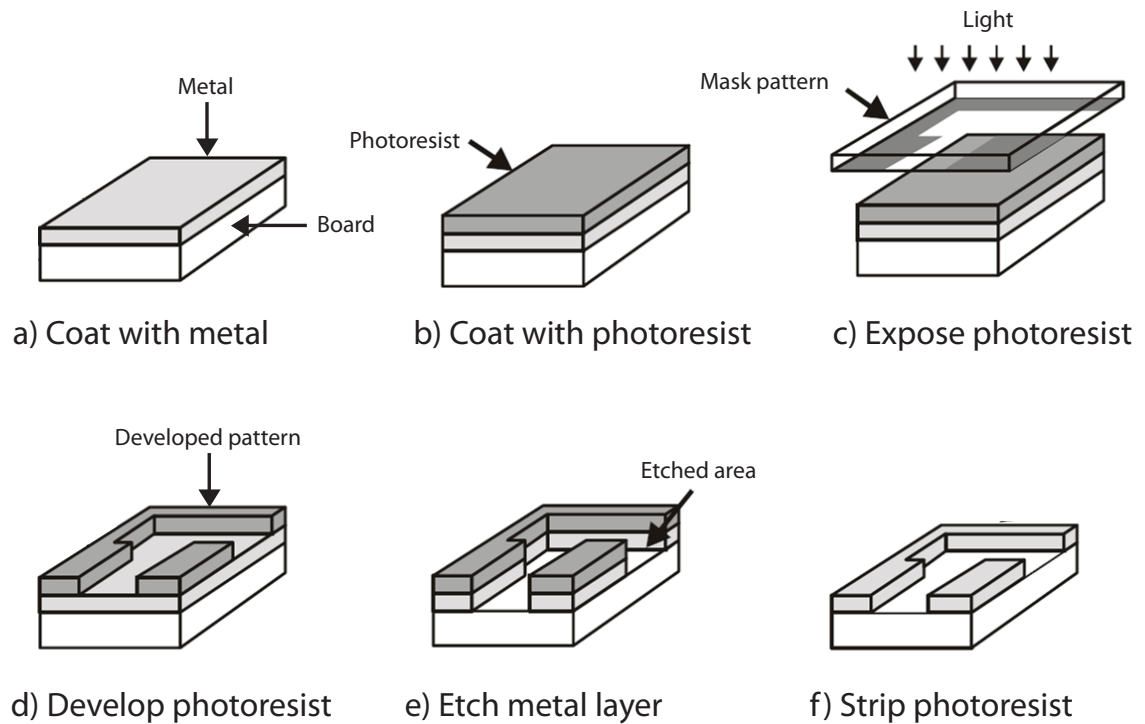 Light
Metal
Mask pattern
Photoresist
Board
a) Coat with metal
b) Coat with photoresist
c) Expose photoresist
Developed pattern
Etched area
d) Develop photoresist
e) Etch metal layer
f) Strip photoresist